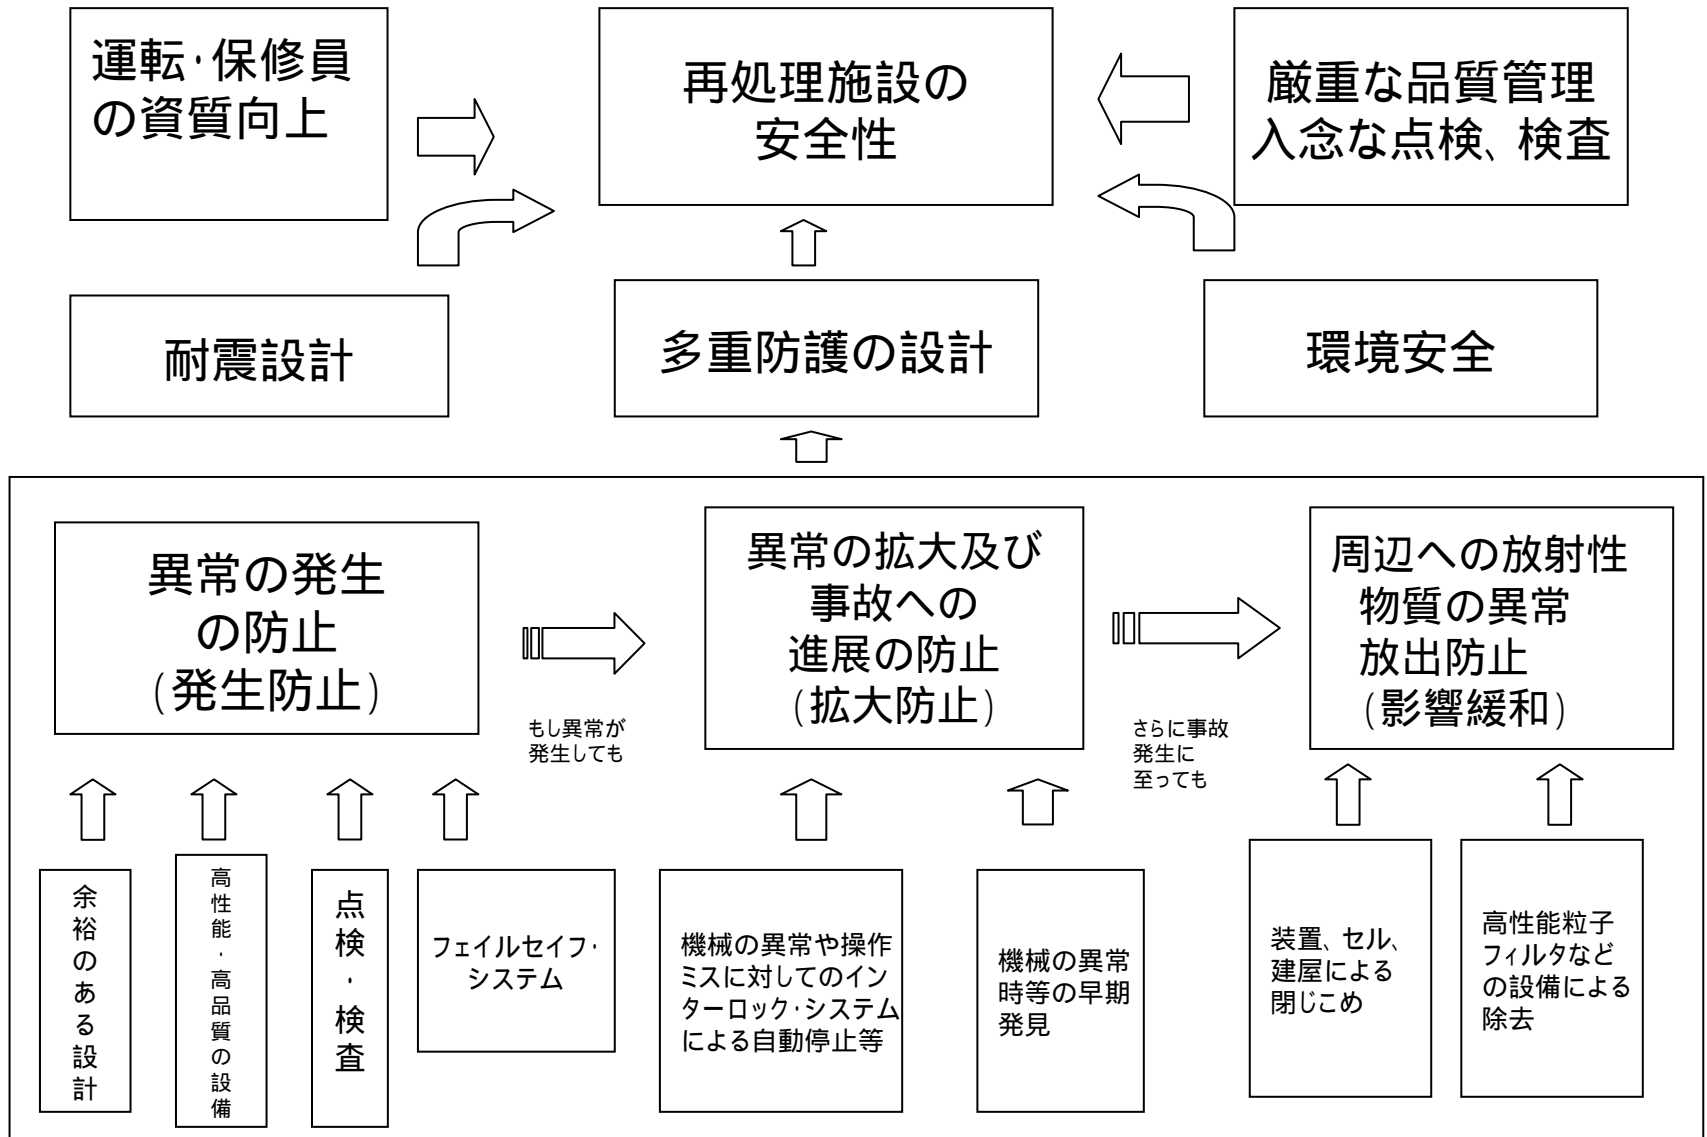 運転・保修員
の資質向上
再処理施設の
安全性
厳重な品質管理
入念な点検、検査
耐震設計
多重防護の設計
環境安全
異常の発生
の防止
(発生防止)
もし異常が
発生しても
異常の拡大及び
事故への
進展の防止
(拡大防止)
さらに事故
発生に
至っても
周辺への放射性
物質の異常
放出防止
(影響緩和)
余裕のある設計
高性能・高品質の設備
点検・検査
フェイルセイフ・
システム
機械の異常や操作
ミスに対してのイン
ターロック・システム
による自動停止等
機械の異常
時等の早期
発見
装置、セル、
建屋による
閉じこめ
高性能粒子
フィルタなど
の設備による
除去